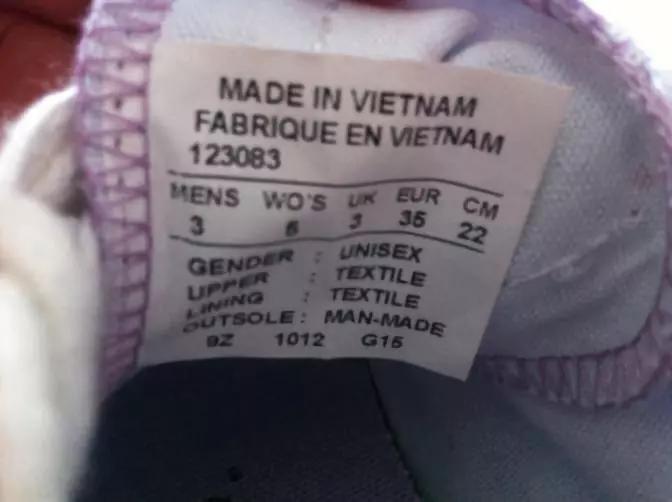 MADE IN VIETNAM
FABRIQUE EN VIETNAM
123083
MENS WO'S UK EUR CM
3 5 3 35 22
GENDER : UNISEX
UPPER : TEXTILE
LINING : TEXTILE
OUTSOLE: MAN-MADE
9Z 1012 G15